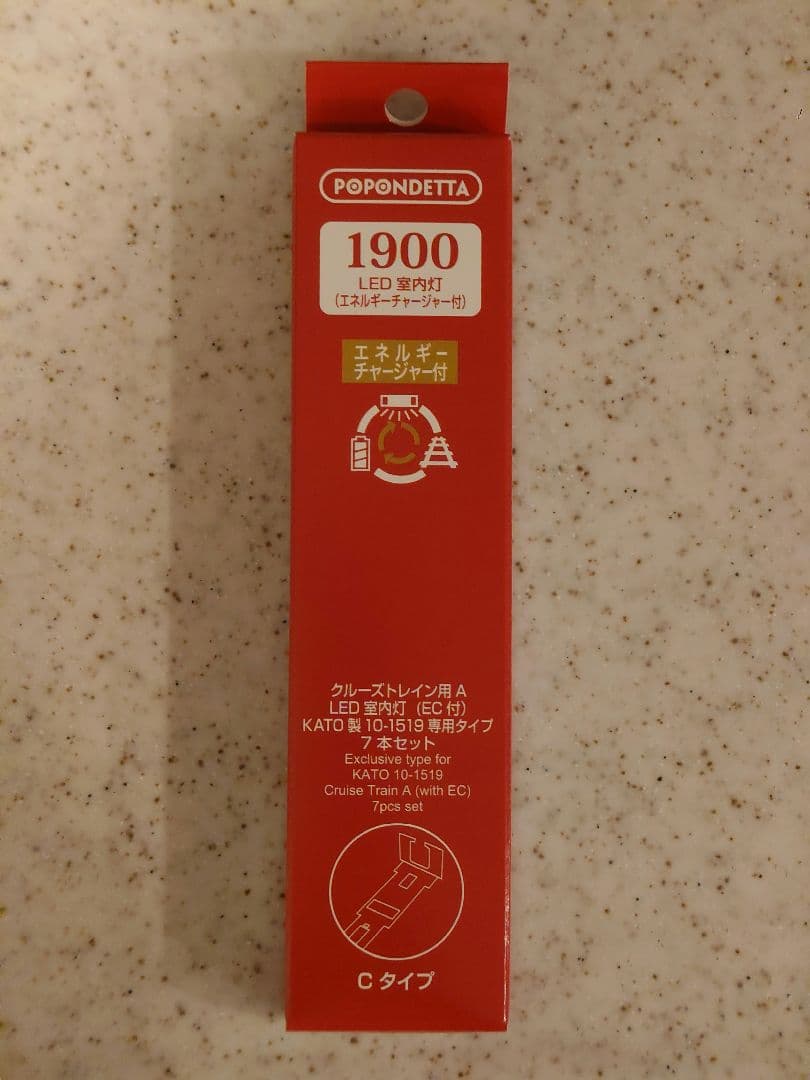 POPONDETTA
1900
LED 室内灯
(エネルギーチャージャー付)
エネルギー
チャージャー付
クルーズトレイン用 A
LED 室内灯 (EC 付)
KATO 製 10-1519 専用タイプ
7 本セット
Exclusive type for
KATO 10-1519
Cruise Train A (with EC)
7pcs set
C タイプ